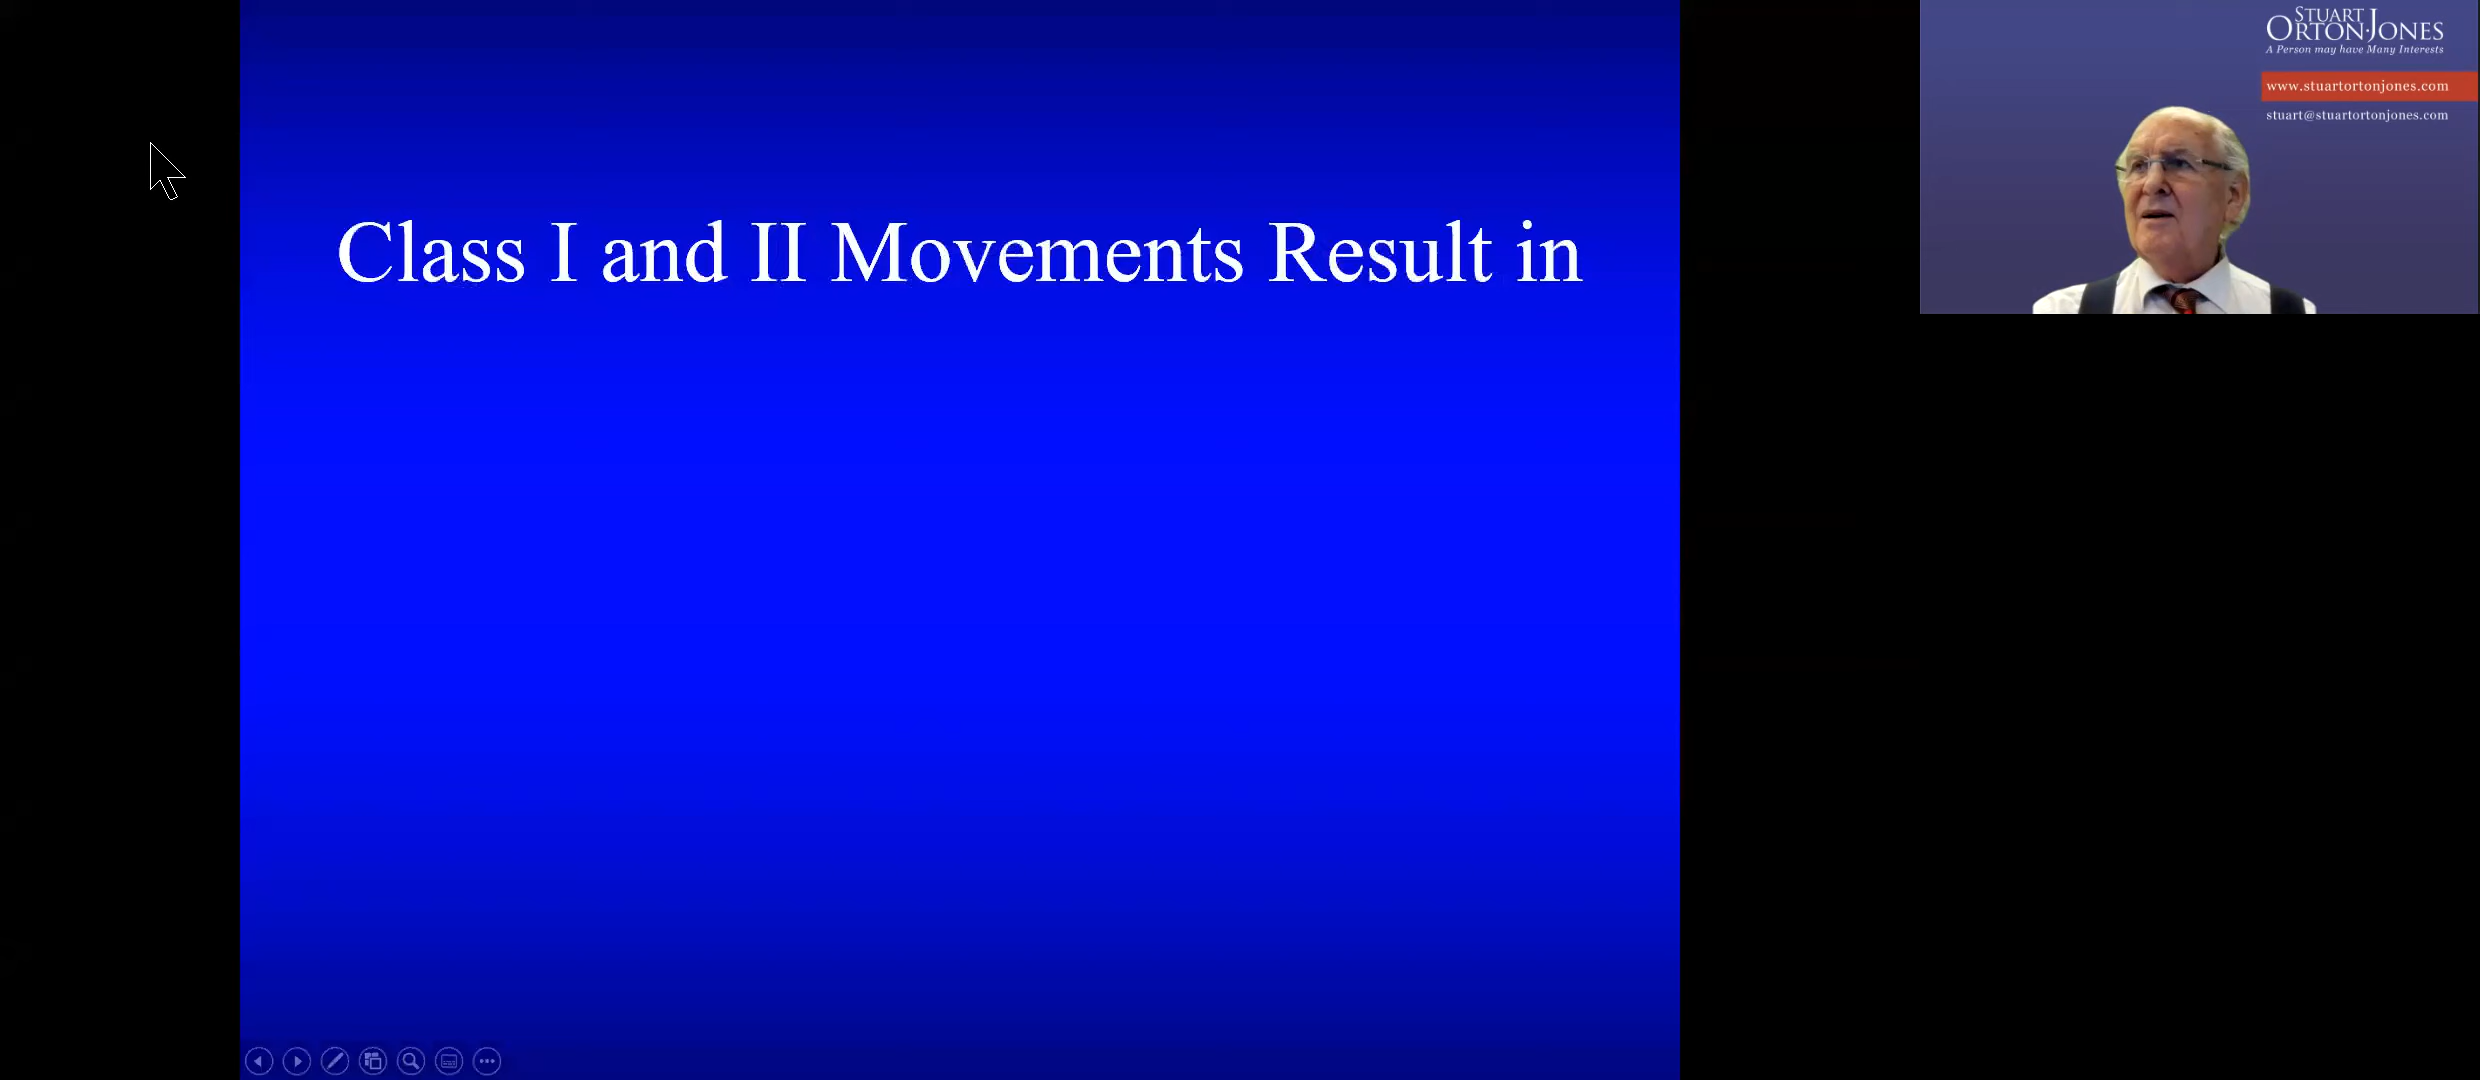 Class I and II Movements Result in
STUART
ORTON-JONES
A Person may have Many Interests
www.stuartortonjones.com
stuart@stuartortonjones.com